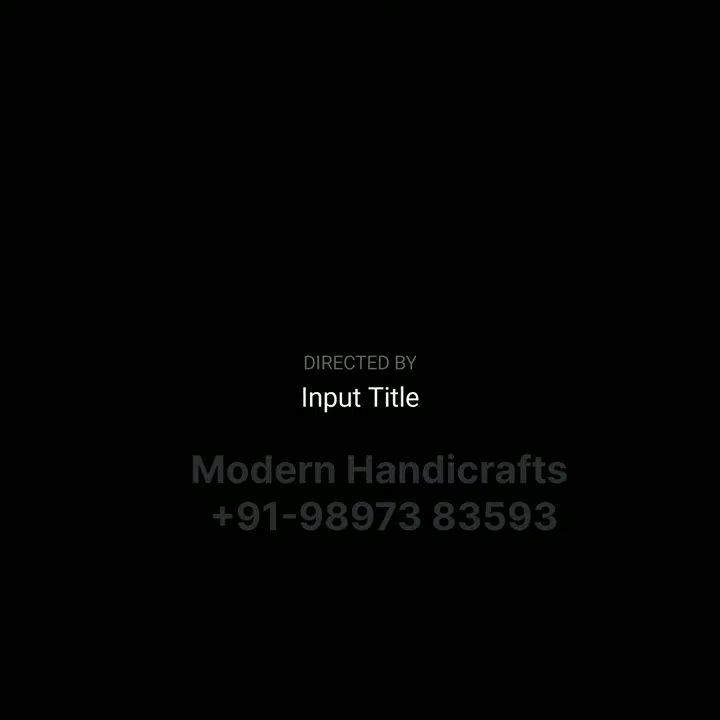 DIRECTED BY
Input Title
Modern Handicrafts
+91-98973 83593